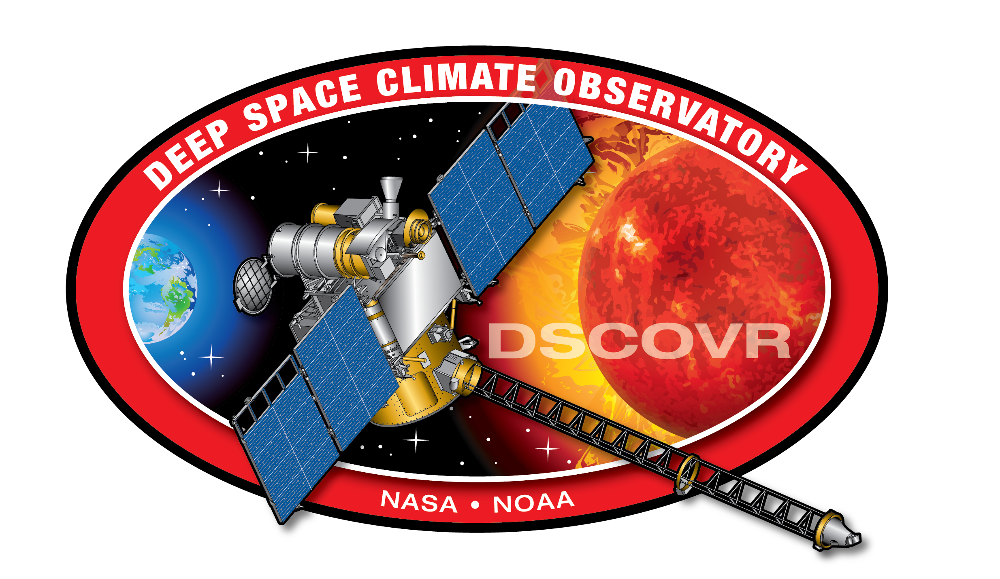 DEEP SPACE CLIMATE OBSERVATORY
DSCOVR
NASA • NOAA